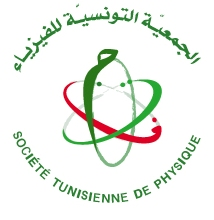 الجمعيّة التونسيّة للفيزياء
SOCIÉTÉ TUNISIENNE DE PHYSIQUE